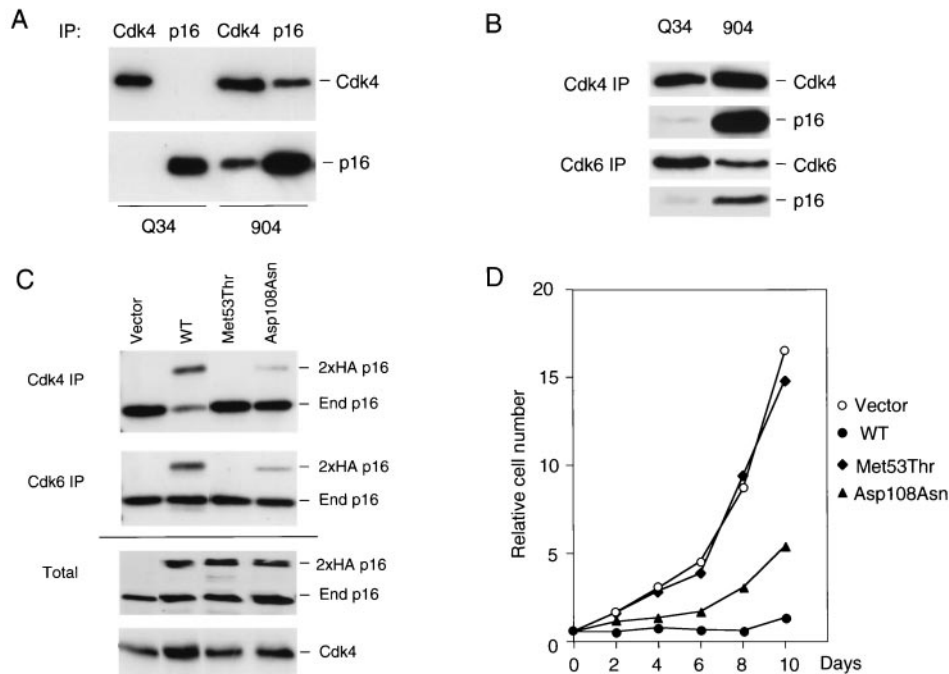 A
IP: Cdk4 p16 Cdk4 p16
Cdk4
p16
Q34 904
B
Q34 904
Cdk4 IP Cdk4
p16
Cdk6 IP Cdk6
p16
C
Vector WT Met53Thr Asp108Asn
Cdk4 IP 2xHA p16
End p16
Cdk6 IP 2xHA p16
End p16
Total 2xHA p16
End p16
Cdk4
D
Relative cell number
20
15
10
5
0
0 2 4 6 8 10 Days
Vector
WT
Met53Thr
Asp108Asn